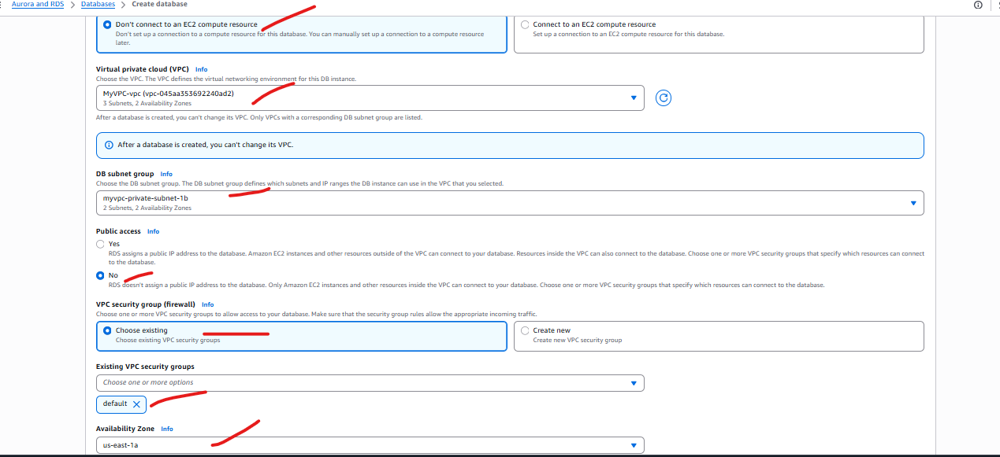 Aurora and RDS > Databases > Create database
Don't connect to an EC2 compute resource
Don't set up a connection to a compute resource for this database. You can manually set up a connection to a compute resource
later.
Connect to an EC2 compute resource
Set up a connection to an EC2 compute resource for this database.
Virtual private cloud (VPC) Info
Choose the VPC. The VPC defines the virtual networking environment for this DB instance.
MyVPC-vpc (vpc-045aa353692240ad2)
3 Subnets, 2 Availability Zones
After a database is created, you can't change its VPC. Only VPCs with a corresponding DB subnet group are listed.
After a database is created, you can't change its VPC.
DB subnet group Info
Choose the DB subnet group. The DB subnet group defines which subnets and IP ranges the DB instance can use in the VPC that you selected.
myvpc-private-subnet-1b
2 Subnets, 2 Availability Zones
Public access Info
Yes
RDS assigns a public IP address to the database. Amazon EC2 instances and other resources outside of the VPC can connect to your database. Resources inside the VPC can also connect to the database. Choose one or more VPC security groups that specify which resources can connect
to the database.
No
RDS doesn't assign a public IP address to the database. Only Amazon EC2 instances and other resources inside the VPC can connect to your database. Choose one or more VPC security groups that specify which resources can connect to the database.
VPC security group (firewall) Info
Choose one or more VPC security groups to allow access to your database. Make sure that the security group rules allow the appropriate incoming traffic.
Choose existing
Choose existing VPC security groups
Create new
Create new VPC security group
Existing VPC security groups
Choose one or more options
default
Availability Zone Info
us-east-1a